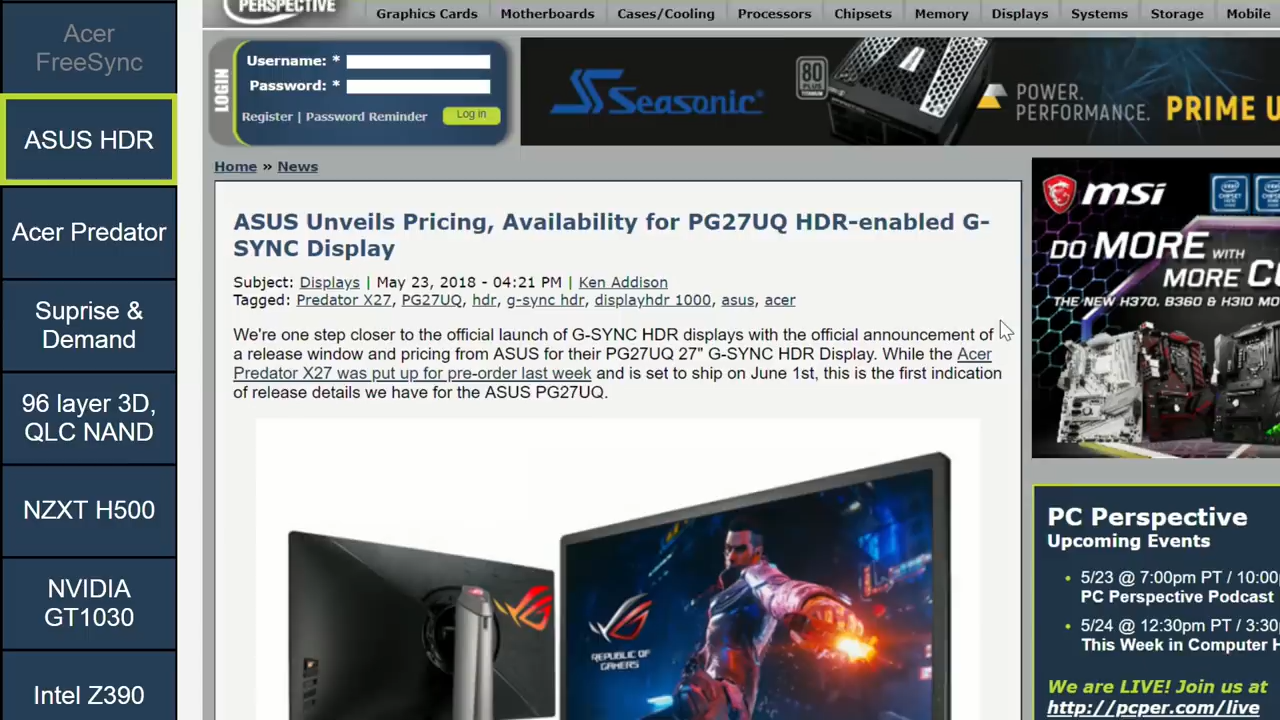 Acer
FreeSync
ASUS HDR
Acer Predator
Suprise &
Demand
96 layer 3D,
QLC NAND
NZXT H500
NVIDIA
GT1030
Intel Z390
PERSPECTIVE
Graphics Cards
Motherboards
Cases/Cooling
Processors
Chipsets
Memory
Displays
Systems
Storage
Mobile
LOGIN
Username: *
Password: *
Register | Password Reminder
Log in
Seasonic
80
PLUS
TITANIUM
POWER.
PERFORMANCE.
PRIME U
Home » News
ASUS Unveils Pricing, Availability for PG27UQ HDR-enabled G-
SYNC Display
Subject: Displays | May 23, 2018 - 04:21 PM | Ken Addison
Tagged: Predator X27, PG27UQ, hdr, g-sync hdr, displayhdr 1000, asus, acer
We're one step closer to the official launch of G-SYNC HDR displays with the official announcement of
a release window and pricing from ASUS for their PG27UQ 27" G-SYNC HDR Display. While the Acer
Predator X27 was put up for pre-order last week and is set to ship on June 1st, this is the first indication
of release details we have for the ASUS PG27UQ.
REPUBLIC OF
GAMERS
msi
DO MORE WITH
MORE CO
THE NEW H370, B360 & H310 MO
PC Perspective
Upcoming Events
5/23 @ 7:00pm PT / 10:00
PC Perspective Podcast
5/24 @ 12:30pm PT / 3:30
This Week in Computer H
We are LIVE! Join us at
http://pcper.com/live